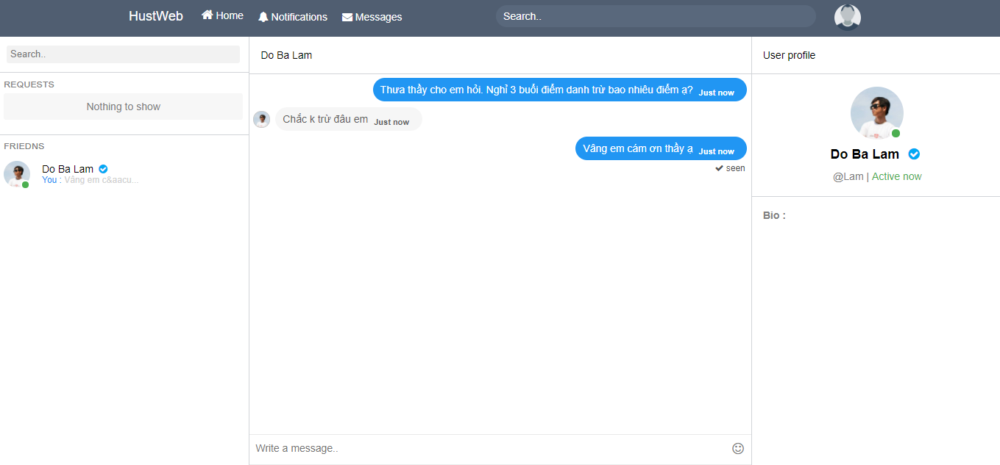 HustWeb Home Notifications Messages Search..
Search..
REQUESTS
Nothing to show
FRIEDNS
Do Ba Lam
You : Vâng em c&aacu...
Do Ba Lam
Thưa thầy cho em hỏi. Nghỉ 3 buổi điểm danh trừ bao nhiêu điểm ạ? Just now
Chắc k trừ đâu em Just now
Vâng em cám ơn thầy ạ Just now
seen
Write a message..
User profile
Do Ba Lam
@Lam | Active now
Bio :